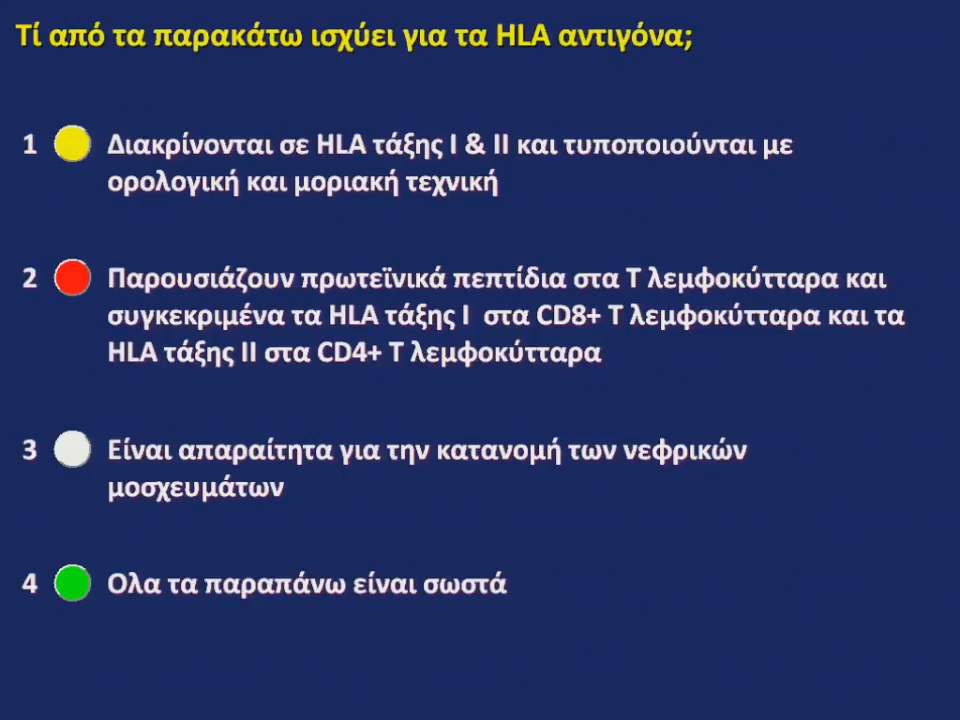 Τί από τα παρακάτω ισχύει για τα HLA αντιγόνα;
1 Διακρίνονται σε HLA τάξης I & II και τυποποιούνται με
ορολογική και μοριακή τεχνική
2 Παρουσιάζουν πρωτεϊνικά πεπτίδια στα Τ λεμφοκύτταρα και
συγκεκριμένα τα HLA τάξης I στα CD8+ Τ λεμφοκύτταρα και τα
HLA τάξης II στα CD4+ Τ λεμφοκύτταρα
3 Είναι απαραίτητα για την κατανομή των νεφρικών
μοσχευμάτων
4 Ολα τα παραπάνω είναι σωστά